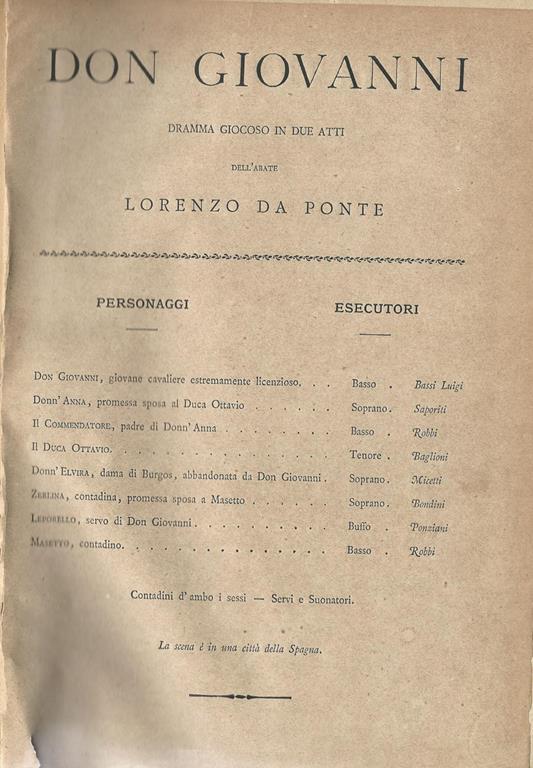 DON GIOVANNI
DRAMMA GIOCOSO IN DUE ATTI
DELL'ABATE
LORENZO DA PONTE
PERSONAGGI ESECUTORI
DON GIOVANNI, giovane cavaliere estremamente licenzioso. . . Basso . Bassi Luigi
DONN'ANNA, promessa sposa al Duca Ottavio . . . . . . Soprano. Saporiti
IL COMMENDATORE, padre di Donn'Anna . . . . . . . . Basso . Robbi
IL DUCA OTTAVIO. . . . . . . . . . . . . . . . Tenore . Baglioni
DONN'ELVIRA, dama di Burgos, abbandonata da Don Giovanni . Soprano. Micetti
ZERLINA, contadina, promessa sposa a Masetto . . . . . . Soprano. Bondini
LEPORELLO, servo di Don Giovanni . . . . . . . . . . Buffo . Ponziani
MASETTO, contadino. . . . . . . . . . . . . . . Basso . Robbi
Contadini d'ambo i sessi — Servi e Suonatori.
La scena è in una città della Spagna.